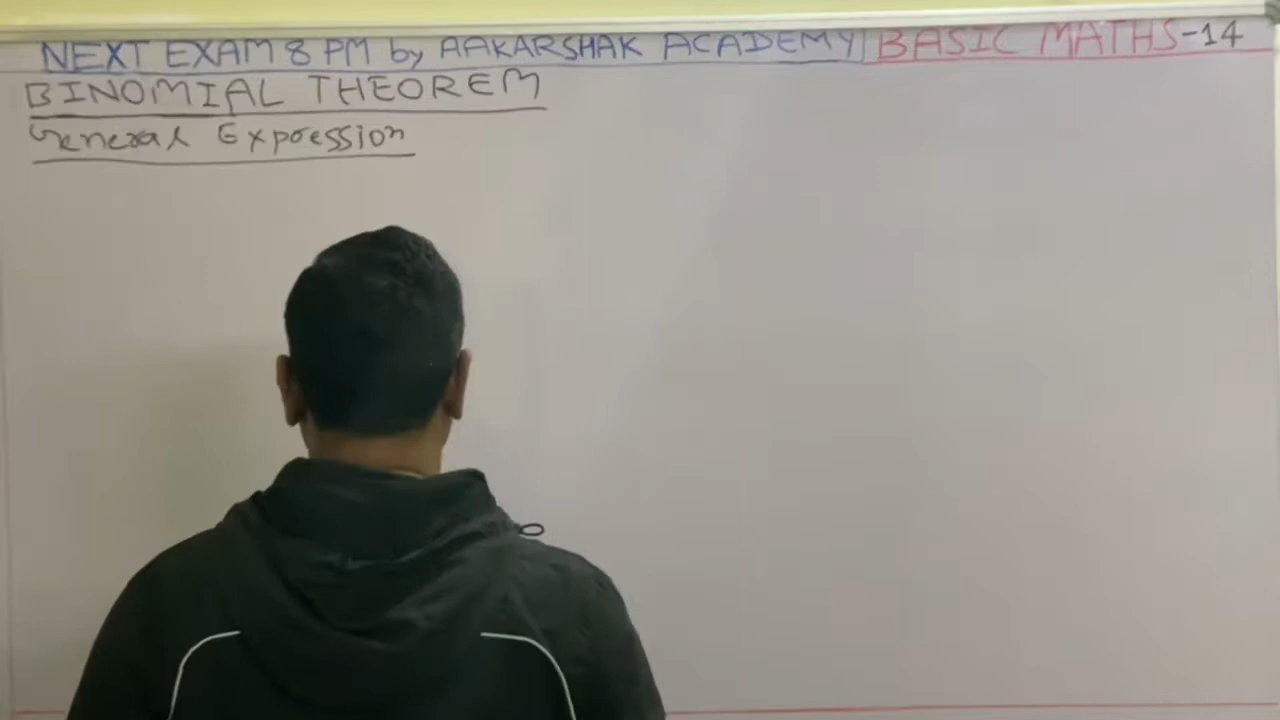 NEXT EXAM 8 PM by AAKARSHAK ACADEMY BASIC MATHS-14
BINOMIAL THEOREM
General Expression